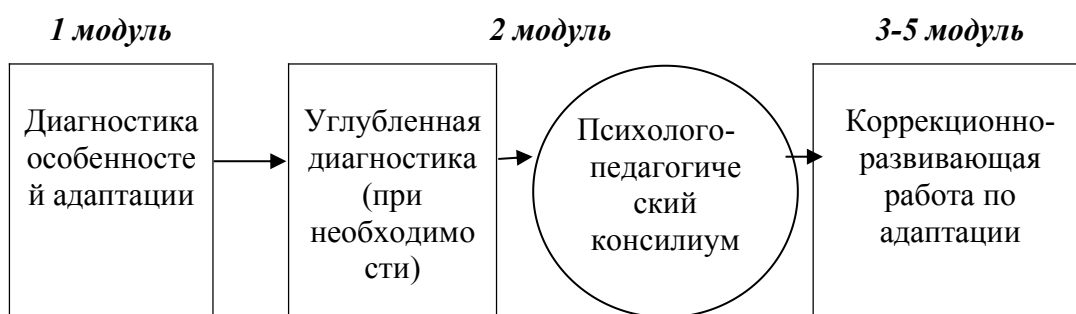 1 модуль
2 модуль
3-5 модуль
Диагностика
особенносте
й адаптации
Углубленная
диагностика
(при
необходимо
сти)
Психолого-
педагогиче
ский
консилиум
Коррекционно-
развивающая
работа по
адаптации